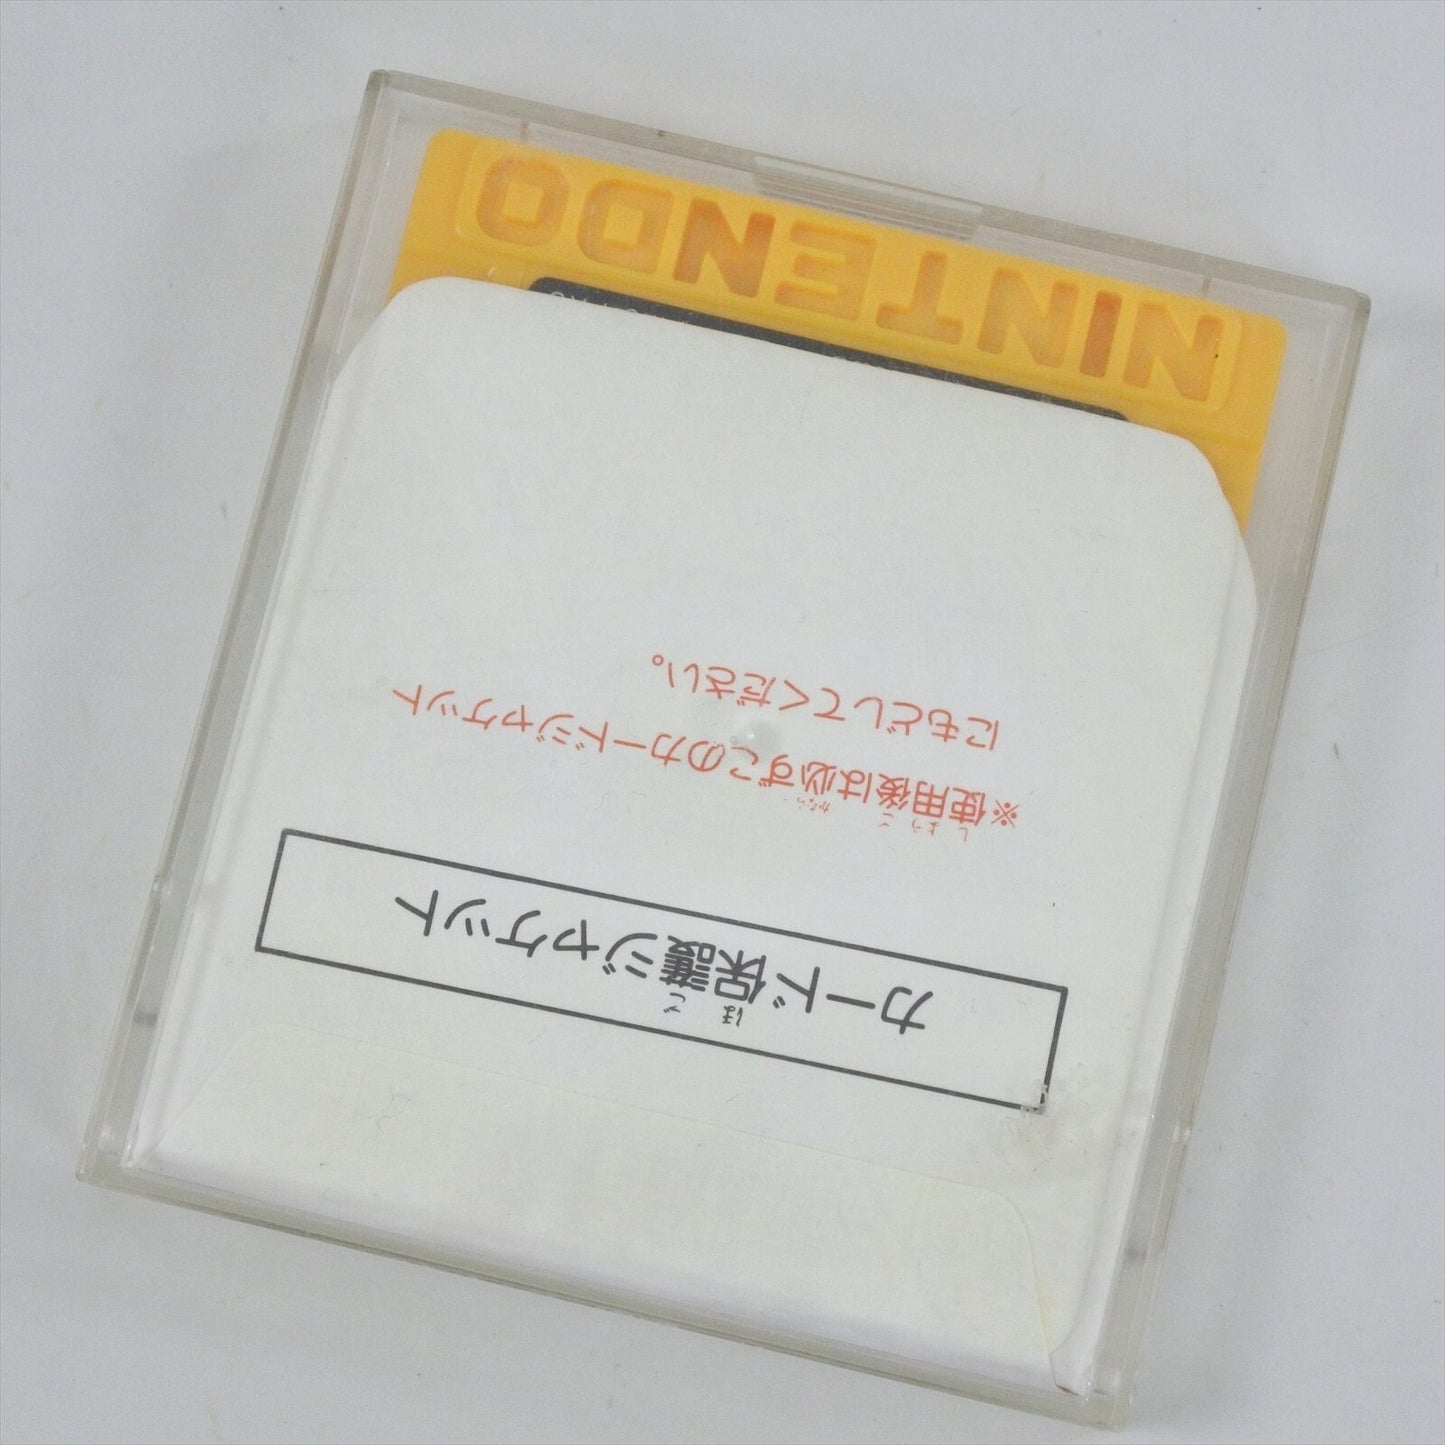 カード保護ジャケット
※使用後は必ずこのカードジャケット
にもどしてください。
NINTENDO